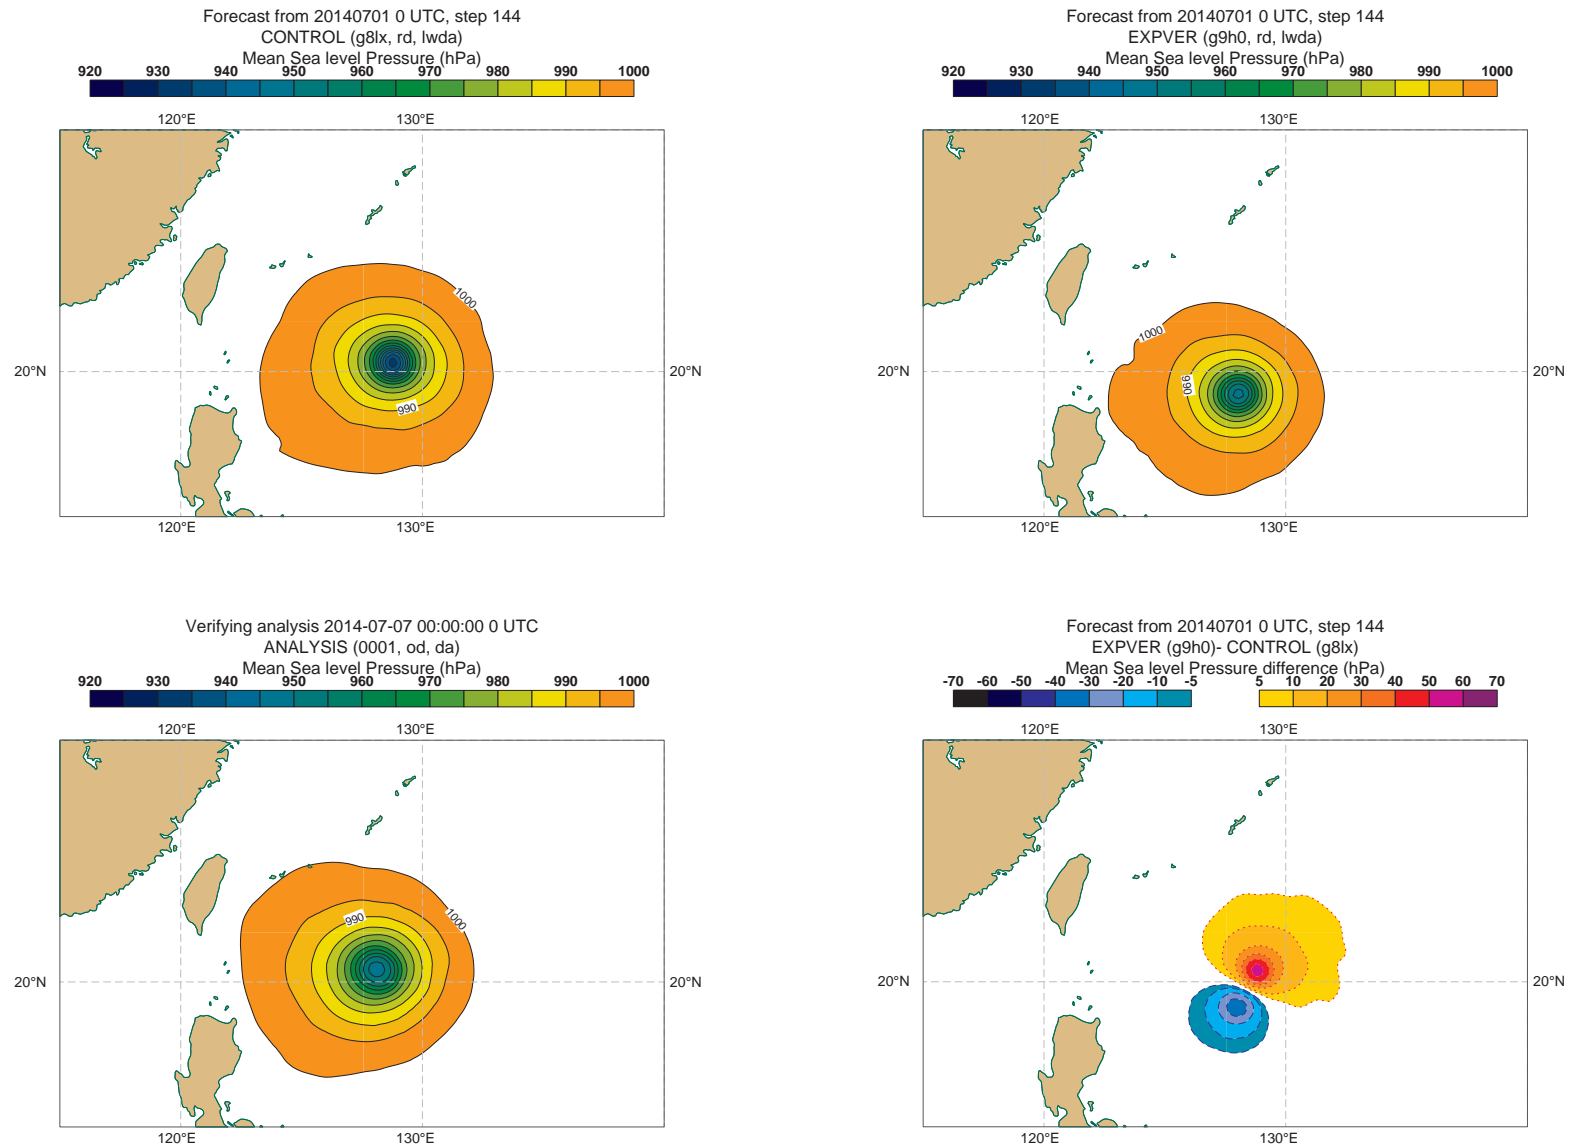 Forecast from 20140701 0 UTC, step 144
CONTROL (g8lx, rd, lwda)
Mean Sea level Pressure (hPa)
920 930 940 950 960 970 980 990 1000
120°E 130°E
1000
20°N 20°N
990
120°E 130°E
Forecast from 20140701 0 UTC, step 144
EXPVER (g9h0, rd, lwda)
Mean Sea level Pressure (hPa)
920 930 940 950 960 970 980 990 1000
120°E 130°E
1000
20°N 20°N
990
120°E 130°E
Verifying analysis 2014-07-07 00:00:00 0 UTC
ANALYSIS (0001, od, da)
Mean Sea level Pressure (hPa)
920 930 940 950 960 970 980 990 1000
120°E 130°E
990 1000
20°N 20°N
120°E 130°E
Forecast from 20140701 0 UTC, step 144
EXPVER (g9h0)- CONTROL (g8lx)
Mean Sea level Pressure difference (hPa)
-70 -60 -50 -40 -30 -20 -10 -5 5 10 20 30 40 50 60 70
120°E 130°E
20°N 20°N
120°E 130°E